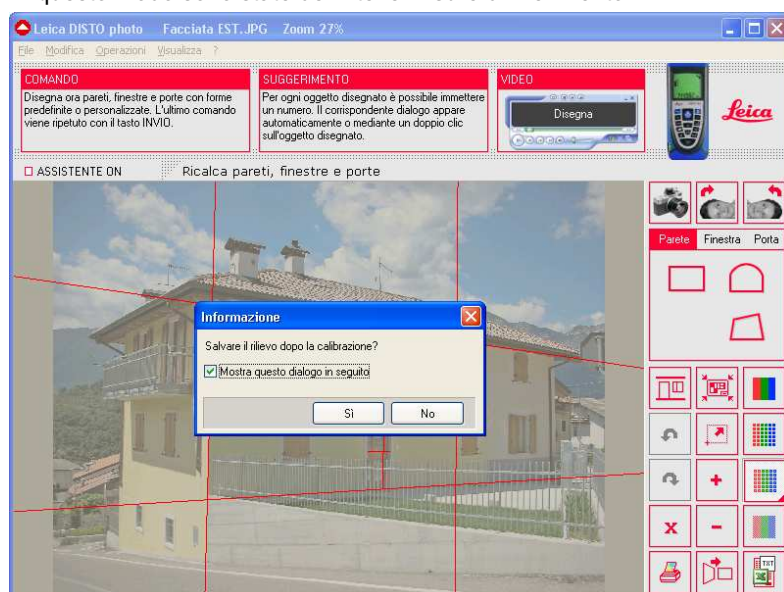 Leica DISTO photo Facciata EST..JPG Zoom 27%
File Modifica Operazioni Visualizza ?
COMANDO
Disegna ora pareti, finestre e porte con forme
predefinite o personalizzate. L'ultimo comando
viene ripetuto con il tasto INVIO.
SUGGERIMENTO
Per ogni oggetto disegnato è possibile immettere
un numero. Il corrispondente dialogo appare
automaticamente o mediante un doppio clic
sull'oggetto disegnato.
VIDEO
Disegna
Leica
ASSISTENTE ON
Ricalca pareti, finestre e porte
Parete Finestra Porta
Informazione
Salvare il rilievo dopo la calibrazione?
Mostra questo dialogo in seguito
Sì
No
TXT